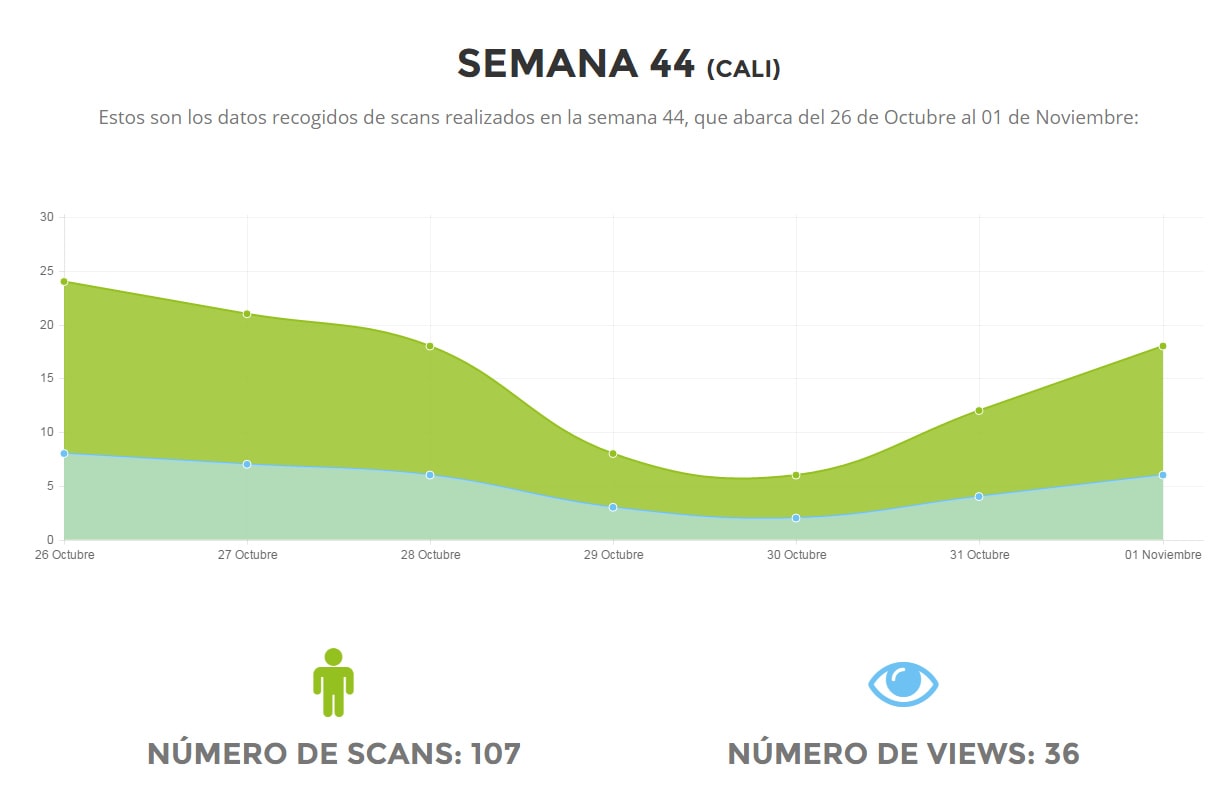 SEMANA 44 (CALI)
Estos son los datos recogidos de scans realizados en la semana 44, que abarca del 26 de Octubre al 01 de Noviembre:
30
25
20
15
10
5
0
26 Octubre 27 Octubre 28 Octubre 29 Octubre 30 Octubre 31 Octubre 01 Noviembre
NÚMERO DE SCANS: 107 NÚMERO DE VIEWS: 36